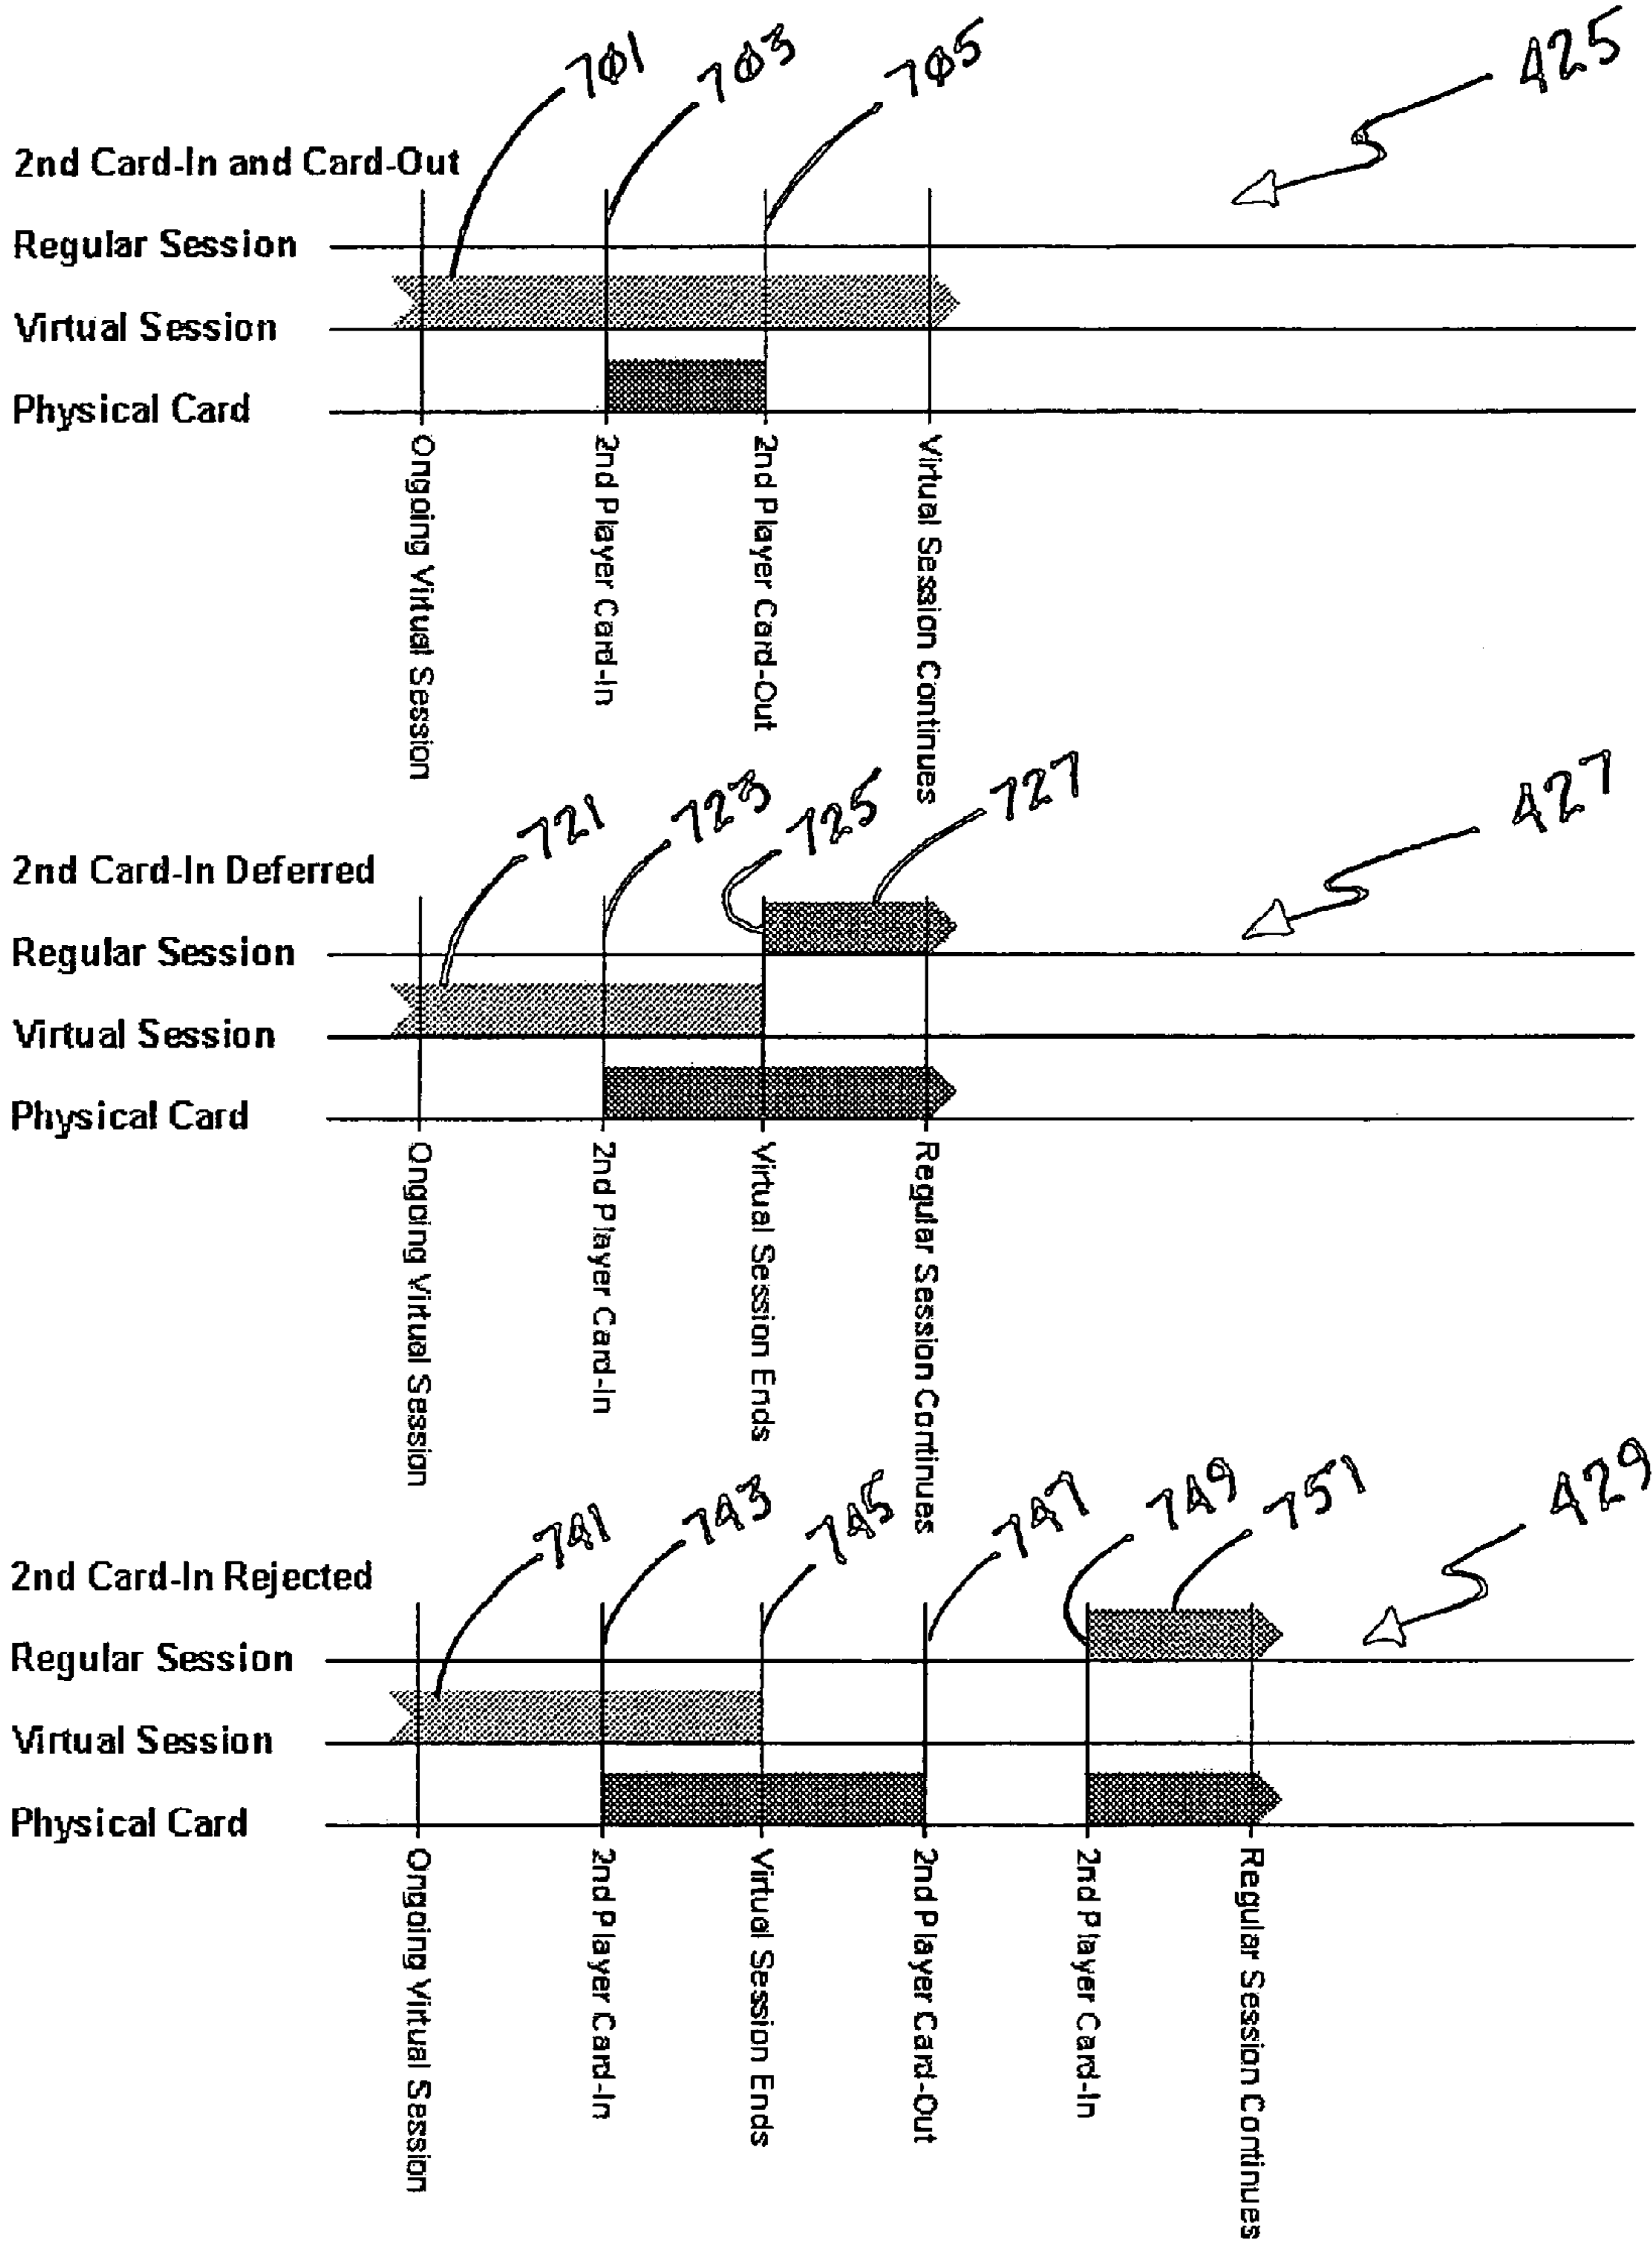 701 703 705 425
2nd Card-In and Card-Out
Regular Session
Virtual Session
Physical Card
Ongoing Virtual Session
2nd Player Card-In
2nd Player Card-Out
Virtual Session Continues
721 723 725 727 427
2nd Card-In Deferred
Regular Session
Virtual Session
Physical Card
Ongoing Virtual Session
2nd Player Card-In
Virtual Session Ends
Regular Session Continues
741 743 745 747 749 751 429
2nd Card-In Rejected
Regular Session
Virtual Session
Physical Card
Ongoing Virtual Session
2nd Player Card-In
Virtual Session Ends
2nd Player Card-Out
2nd Player Card-In
Regular Session Continues